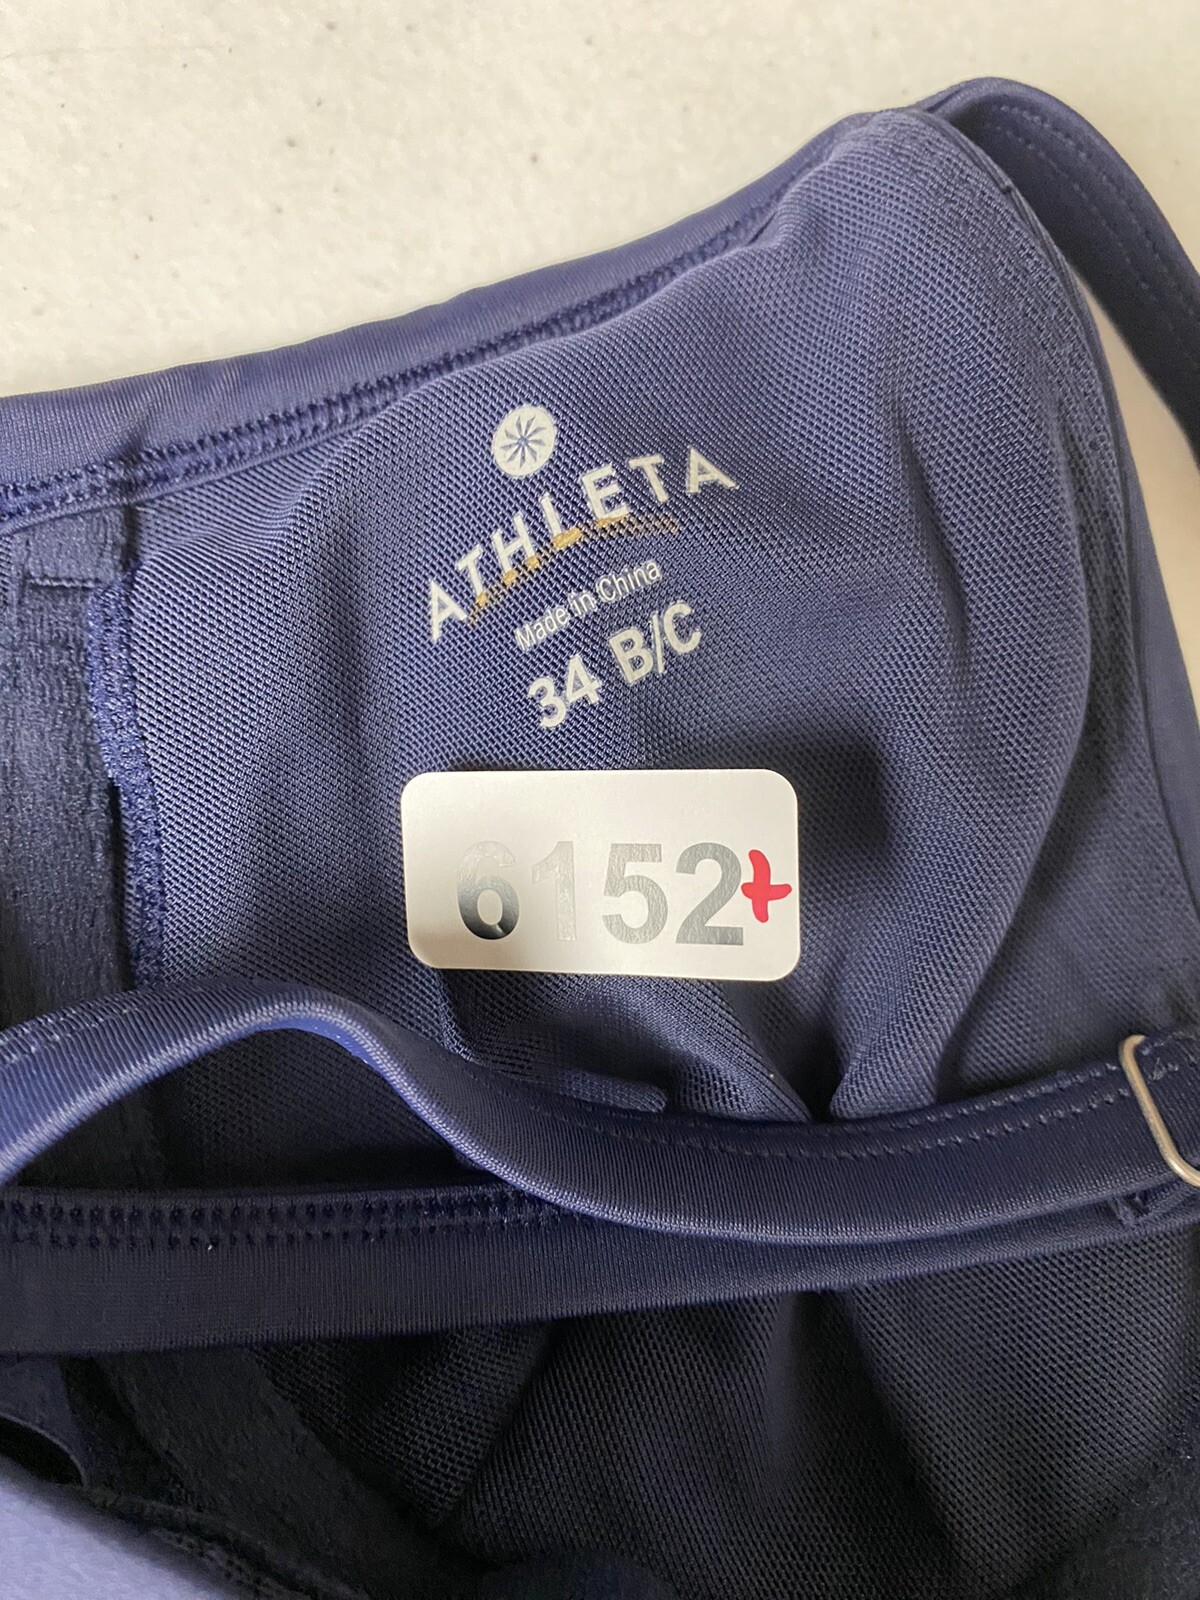 ATHLETA
Made in China
34 B/C
6152+